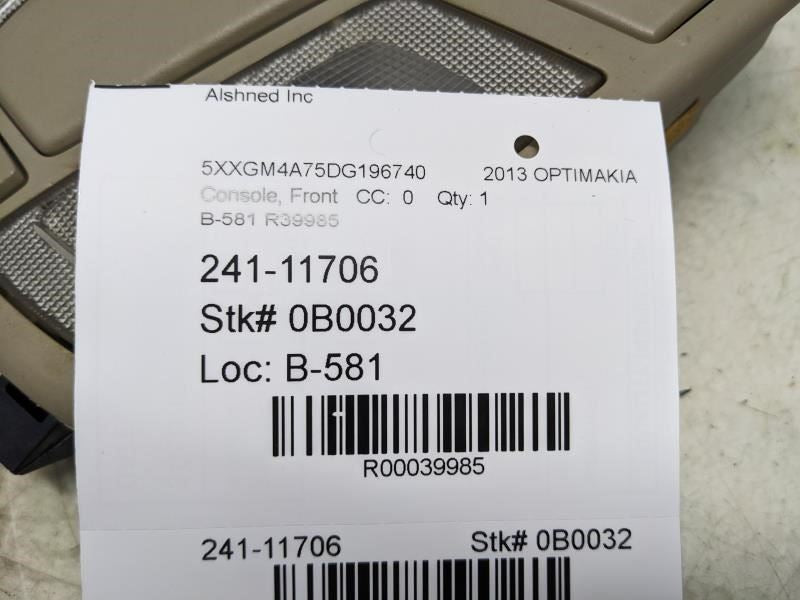 Alshned Inc
5XXGM4A75DG196740 2013 OPTIMAKIA
Console, Front CC: 0 Qty: 1
B-581 R39985
241-11706
Stk# 0B0032
Loc: B-581
R00039985
241-11706 Stk# 0B0032